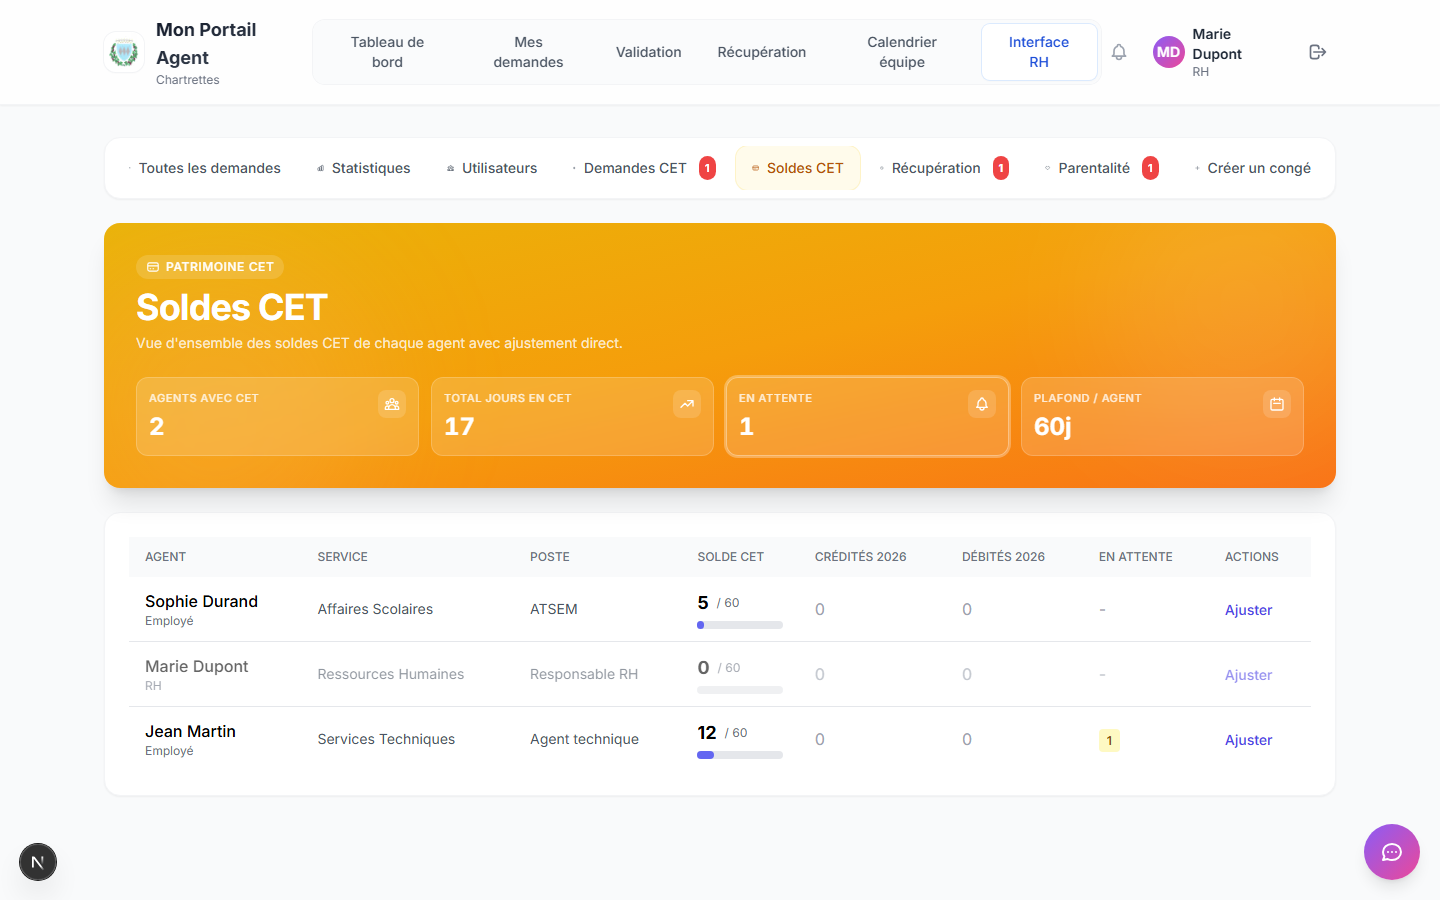 Mon Portail
Agent
Chartrettes
Tableau de
bord
Mes
demandes
Validation
Récupération
Calendrier
équipe
Interface
RH
MD
Marie
Dupont
RH
Toutes les demandes
Statistiques
Utilisateurs
Demandes CET 1
Soldes CET
Récupération 1
Parentalité 1
Créer un congé
PATRIMOINE CET
Soldes CET
Vue d'ensemble des soldes CET de chaque agent avec ajustement direct.
AGENTS AVEC CET
2
TOTAL JOURS EN CET
17
EN ATTENTE
1
PLAFOND / AGENT
60j
AGENT SERVICE POSTE SOLDE CET CRÉDITÉS 2026 DÉBITÉS 2026 EN ATTENTE ACTIONS
Sophie Durand
Employé
Affaires Scolaires
ATSEM
5 / 60
0
0
-
Ajuster
Marie Dupont
RH
Ressources Humaines
Responsable RH
0 / 60
0
0
-
Ajuster
Jean Martin
Employé
Services Techniques
Agent technique
12 / 60
0
0
1
Ajuster
N